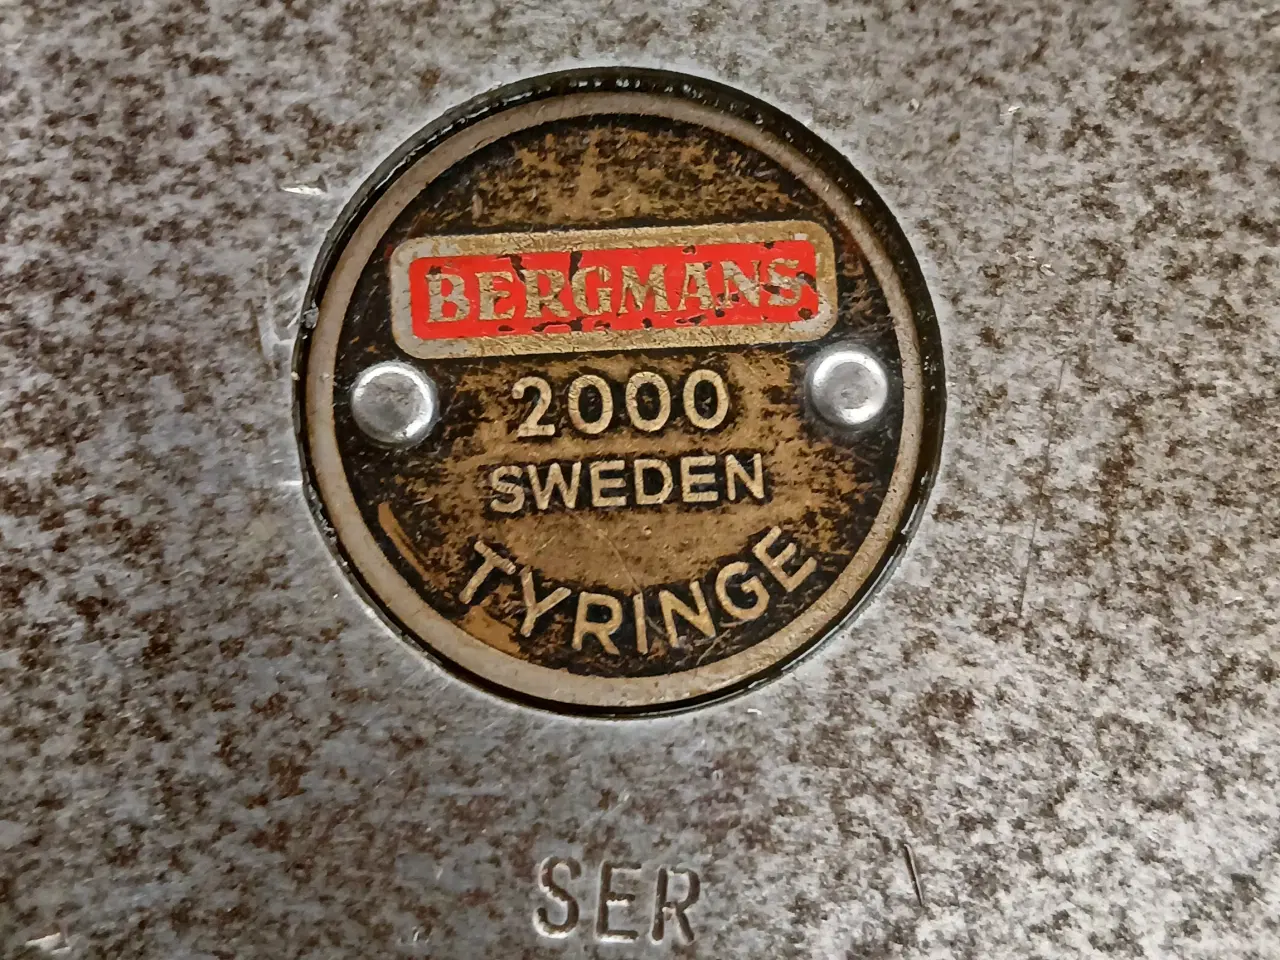 BERGMANS
2000
SWEDEN
TYRINGE
SER